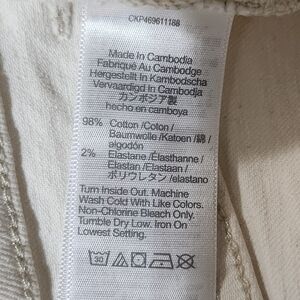 CKP469611188
Made In Cambodia
Fabriqué Au Cambodge
Hergestellt In Kambodscha
Vervaardigd In Cambodja
カンボジア製
hecho en camboya
98% Cotton /Coton /
Baumwolle /Katoen /綿 /
algodón
2% Elastane /Élasthanne /
Elastan /Elastaan /
ポリウレタン /elastano
Turn Inside Out. Machine
Wash Cold With Like Colors.
Non-Chlorine Bleach Only.
Tumble Dry Low. Iron On
Lowest Setting.
30